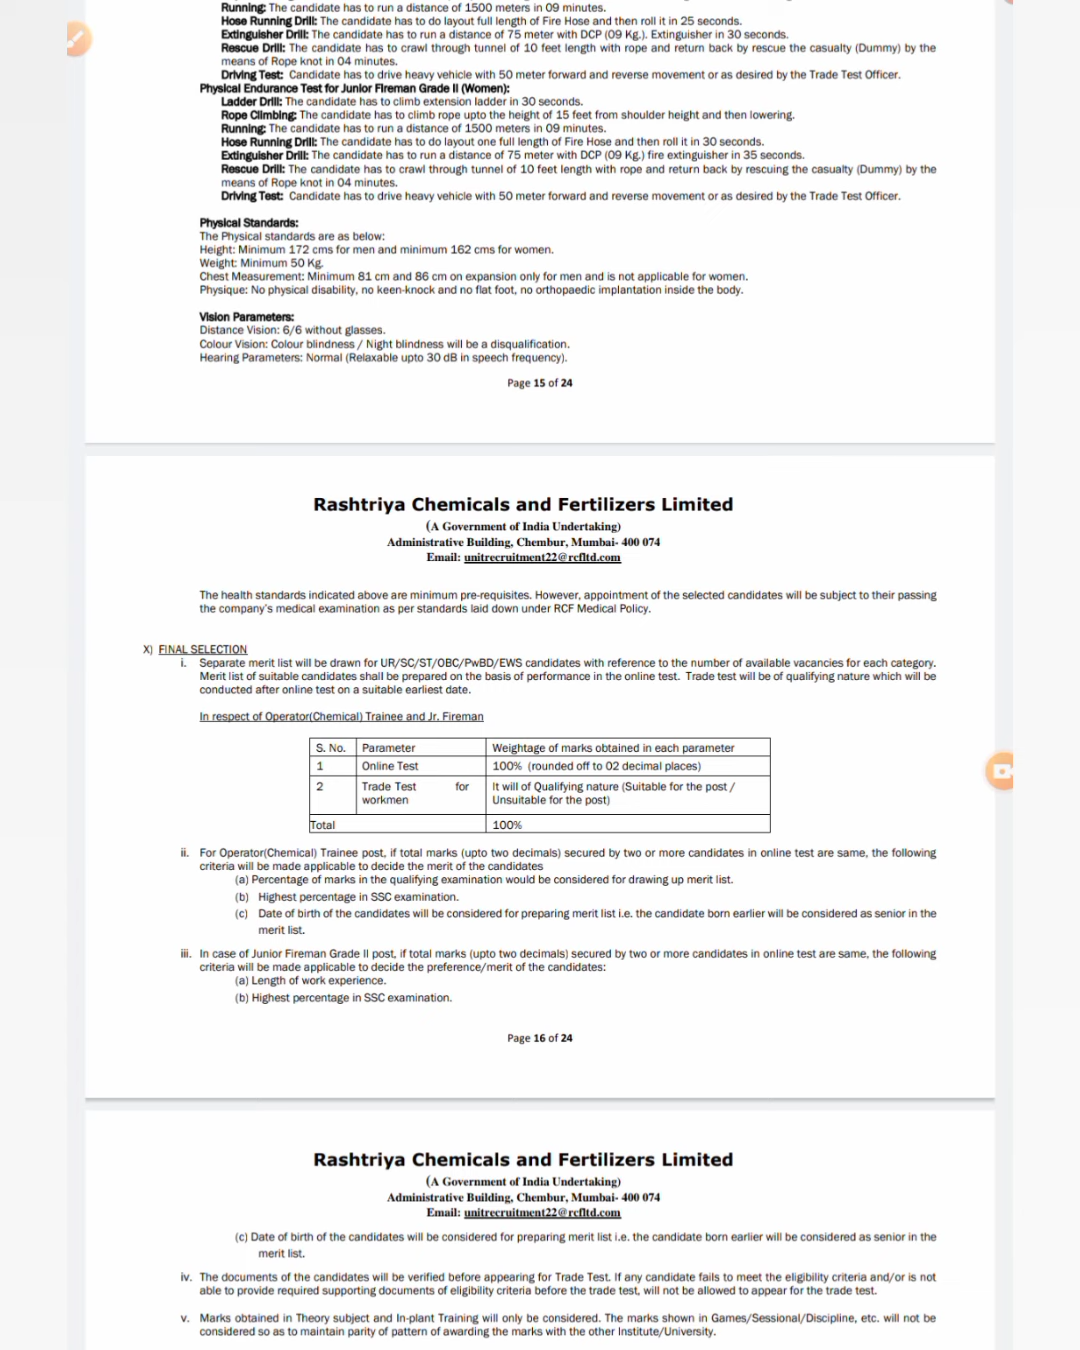 Running: The candidate has to run a distance of 1500 meters in 09 minutes.
Hose Running Drill: The candidate has to do layout full length of Fire Hose and then roll it in 25 seconds.
Extinguisher Drill: The candidate has to run a distance of 75 meter with DCP (09 Kg.). Extinguisher in 30 seconds.
Rescue Drill: The candidate has to crawl through tunnel of 10 feet length with rope and return back by rescue the casualty (Dummy) by the
means of Rope knot in 04 minutes.
Driving Test: Candidate has to drive heavy vehicle with 50 meter forward and reverse movement or as desired by the Trade Test Officer.
Physical Endurance Test for Junior Fireman Grade II (Women):
Ladder Drill: The candidate has to climb extension ladder in 30 seconds.
Rope Climbing: The candidate has to climb rope upto the height of 15 feet from shoulder height and then lowering.
Running: The candidate has to run a distance of 1500 meters in 09 minutes.
Hose Running Drill: The candidate has to do layout one full length of Fire Hose and then roll it in 30 seconds.
Extinguisher Drill: The candidate has to run a distance of 75 meter with DCP (09 Kg.) fire extinguisher in 35 seconds.
Rescue Drill: The candidate has to crawl through tunnel of 10 feet length with rope and return back by rescuing the casualty (Dummy) by the
means of Rope knot in 04 minutes.
Driving Test: Candidate has to drive heavy vehicle with 50 meter forward and reverse movement or as desired by the Trade Test Officer.
Physical Standards:
The Physical standards are as below:
Height: Minimum 172 cms for men and minimum 162 cms for women.
Weight: Minimum 50 Kg.
Chest Measurement: Minimum 81 cm and 86 cm on expansion only for men and is not applicable for women.
Physique: No physical disability, no keen-knock and no flat foot, no orthopaedic implantation inside the body.
Vision Parameters:
Distance Vision: 6/6 without glasses.
Colour Vision: Colour blindness / Night blindness will be a disqualification.
Hearing Parameters: Normal (Relaxable upto 30 dB in speech frequency).
Page 15 of 24
Rashtriya Chemicals and Fertilizers Limited
(A Government of India Undertaking)
Administrative Building, Chembur, Mumbai- 400 074
Email: unitrecruitment22@rcfltd.com
The health standards indicated above are minimum pre-requisites. However, appointment of the selected candidates will be subject to their passing
the company's medical examination as per standards laid down under RCF Medical Policy.
X) FINAL SELECTION
i. Separate merit list will be drawn for UR/SC/ST/OBC/PwBD/EWS candidates with reference to the number of available vacancies for each category.
Merit list of suitable candidates shall be prepared on the basis of performance in the online test. Trade test will be of qualifying nature which will be
conducted after online test on a suitable earliest date.
In respect of Operator(Chemical) Trainee and Jr. Fireman
S. No. Parameter Weightage of marks obtained in each parameter
1 Online Test 100% (rounded off to 02 decimal places)
2 Trade Test for It will of Qualifying nature (Suitable for the post /
workmen Unsuitable for the post)
Total 100%
ii. For Operator(Chemical) Trainee post, if total marks (upto two decimals) secured by two or more candidates in online test are same, the following
criteria will be made applicable to decide the merit of the candidates
(a) Percentage of marks in the qualifying examination would be considered for drawing up merit list.
(b) Highest percentage in SSC examination.
(c) Date of birth of the candidates will be considered for preparing merit list i.e. the candidate born earlier will be considered as senior in the
merit list.
iii. In case of Junior Fireman Grade II post, if total marks (upto two decimals) secured by two or more candidates in online test are same, the following
criteria will be made applicable to decide the preference/merit of the candidates:
(a) Length of work experience.
(b) Highest percentage in SSC examination.
Page 16 of 24
Rashtriya Chemicals and Fertilizers Limited
(A Government of India Undertaking)
Administrative Building, Chembur, Mumbai- 400 074
Email: unitrecruitment22@rcfltd.com
(c) Date of birth of the candidates will be considered for preparing merit list i.e. the candidate born earlier will be considered as senior in the
merit list.
iv. The documents of the candidates will be verified before appearing for Trade Test. If any candidate fails to meet the eligibility criteria and/or is not
able to provide required supporting documents of eligibility criteria before the trade test, will not be allowed to appear for the trade test.
v. Marks obtained in Theory subject and In-plant Training will only be considered. The marks shown in Games/Sessional/Discipline, etc. will not be
considered so as to maintain parity of pattern of awarding the marks with the other Institute/University.